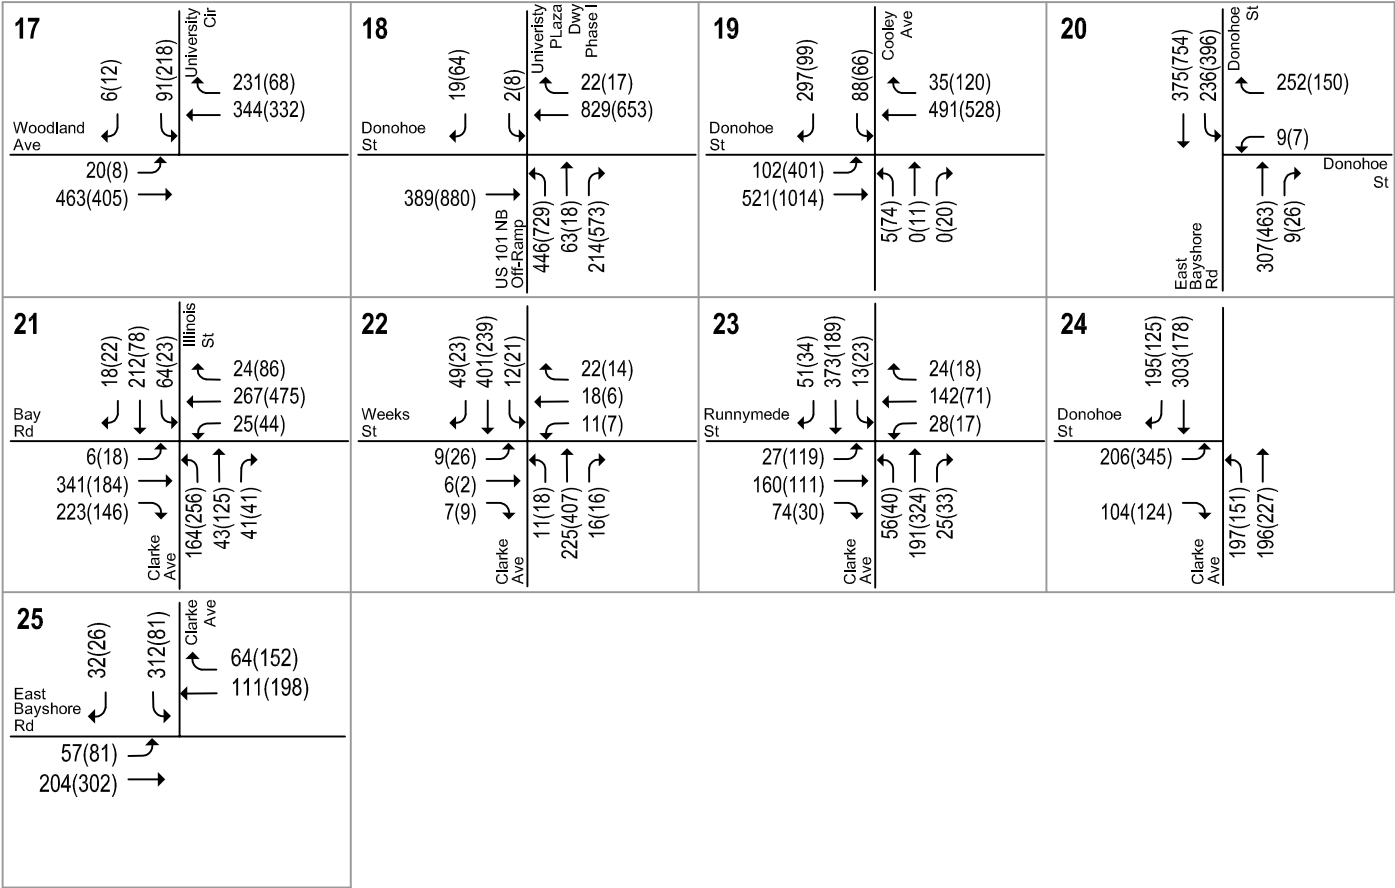 17
University
Cir
6(12)
91(218)
231(68)
344(332)
Woodland
Ave
20(8)
463(405)
18
Univeristy
PLaza
Dwy
Phase I
19(64)
2(8)
22(17)
829(653)
Donohoe
St
389(880)
US 101 NB
Off-Ramp
446(729)
63(18)
214(573)
19
Cooley
Ave
297(99)
88(66)
35(120)
491(528)
Donohoe
St
102(401)
521(1014)
5(74)
0(11)
0(20)
20
Donohoe
St
375(754)
236(396)
252(150)
9(7)
Donohoe
St
East
Bayshore
Rd
307(463)
9(26)
21
Illinois
St
18(22)
212(78)
64(23)
24(86)
267(475)
25(44)
Bay
Rd
6(18)
341(184)
223(146)
Clarke
Ave
164(256)
43(125)
41(41)
22
49(23)
401(239)
12(21)
22(14)
18(6)
11(7)
Weeks
St
9(26)
6(2)
7(9)
Clarke
Ave
11(18)
225(407)
16(16)
23
51(34)
373(189)
13(23)
24(18)
142(71)
28(17)
Runnymede
St
27(119)
160(111)
74(30)
Clarke
Ave
56(40)
191(324)
25(33)
24
195(125)
303(178)
Donohoe
St
206(345)
104(124)
Clarke
Ave
197(151)
196(227)
25
Clarke
Ave
32(26)
312(81)
64(152)
111(198)
East
Bayshore
Rd
57(81)
204(302)